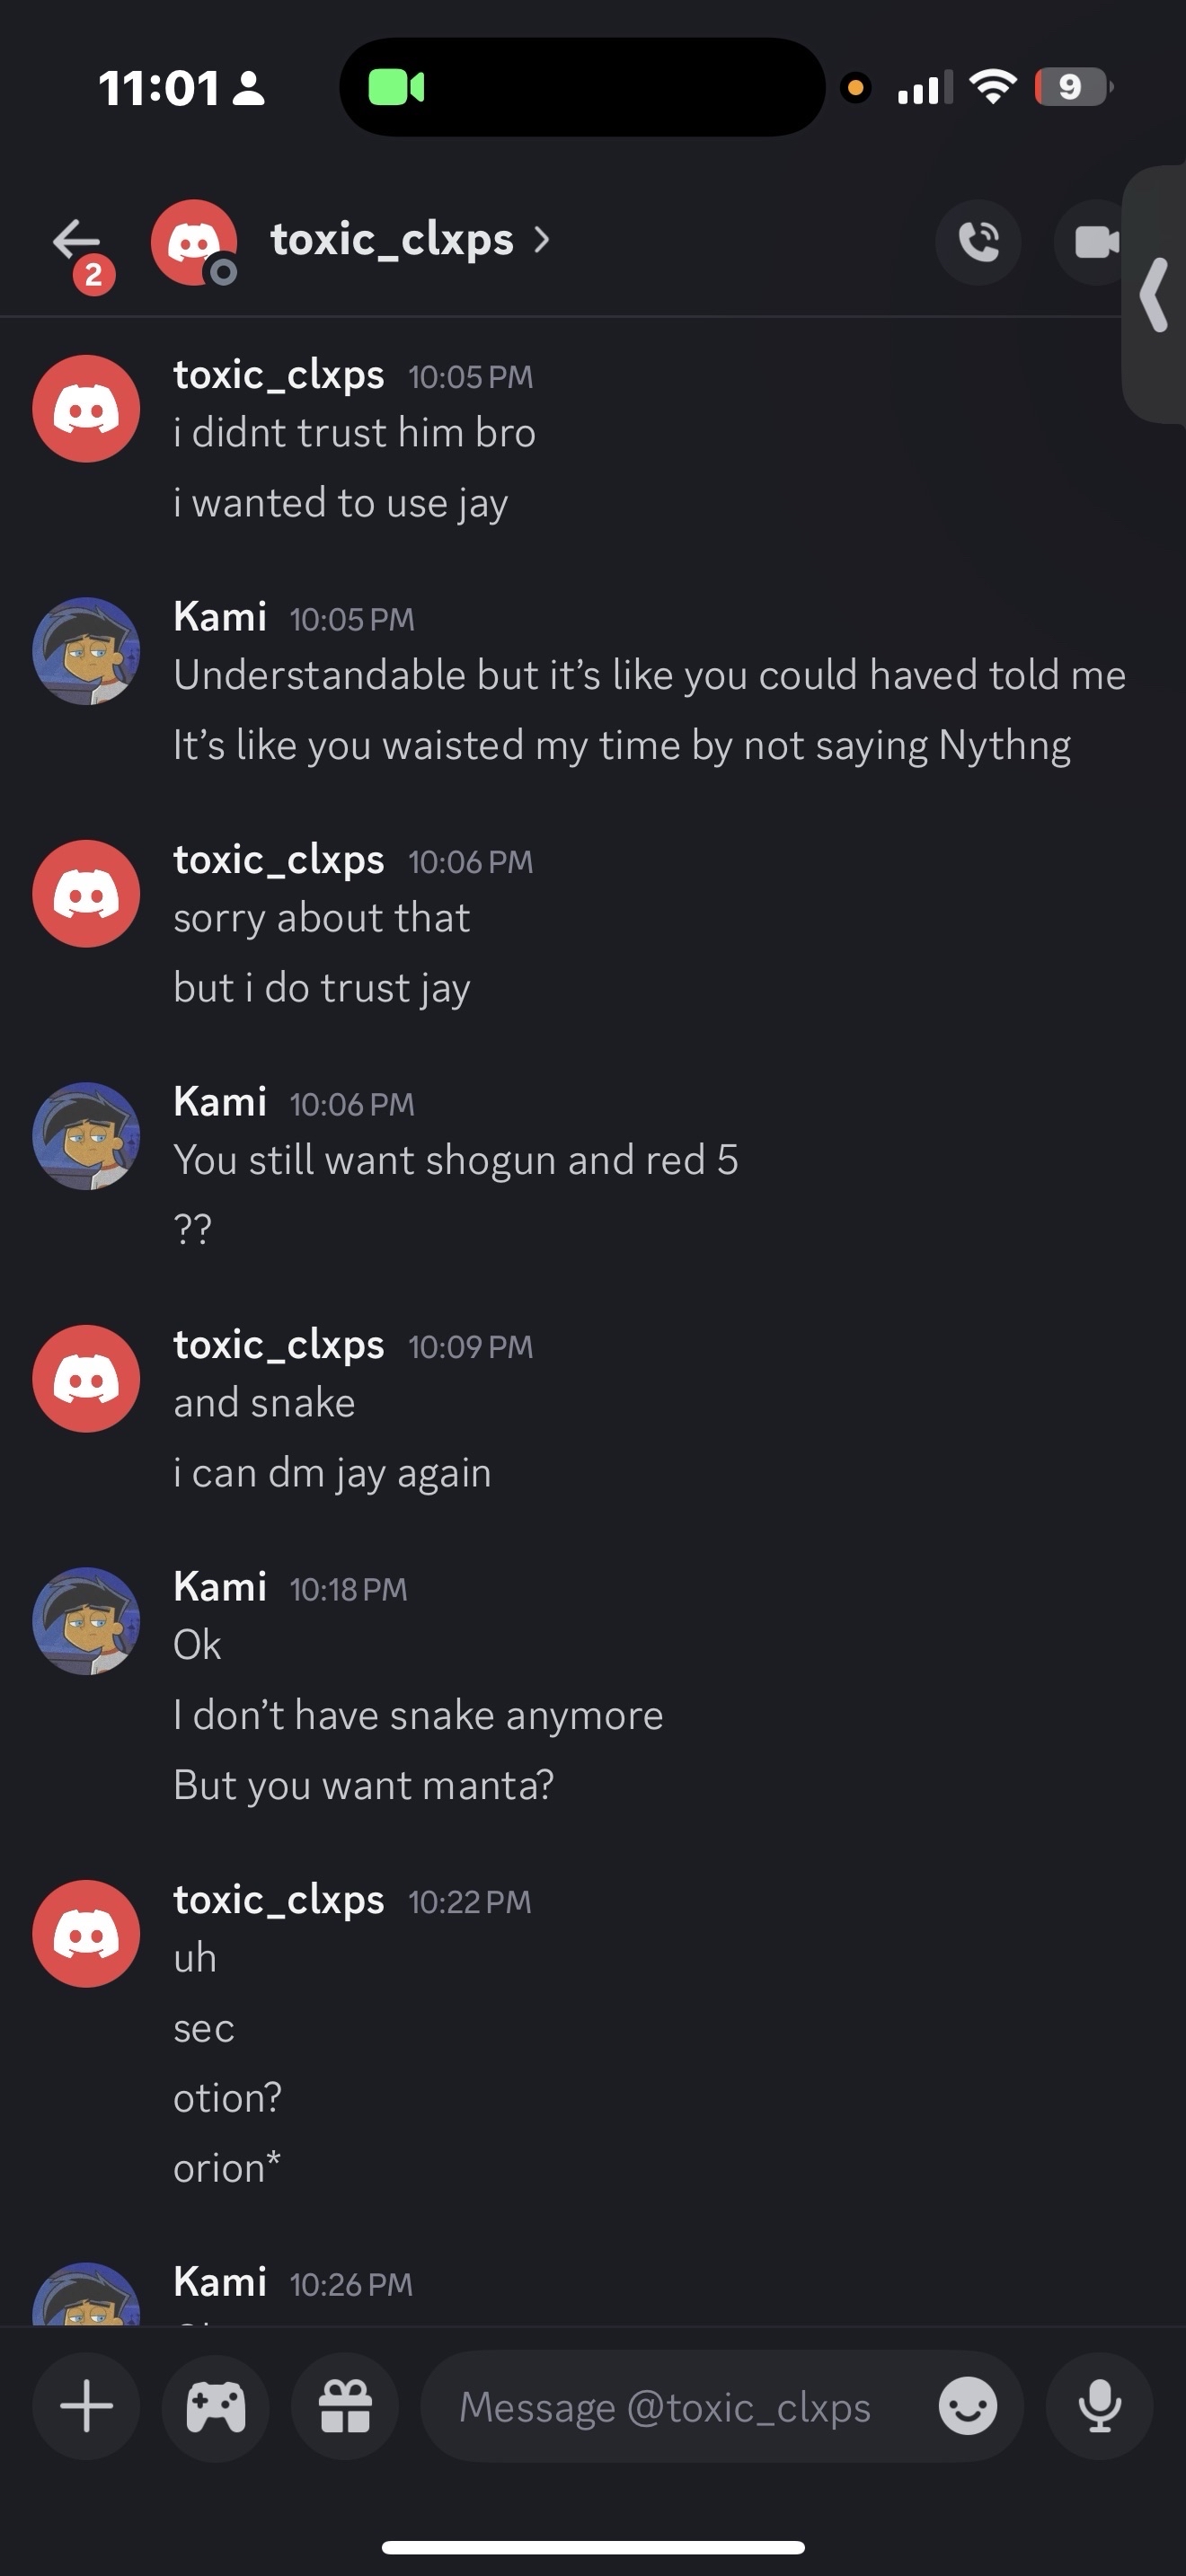 11:01
9
2
toxic_clxps
toxic_clxps 10:05 PM
i didnt trust him bro
i wanted to use jay
Kami 10:05 PM
Understandable but it’s like you could haved told me
It’s like you waisted my time by not saying Nythng
toxic_clxps 10:06 PM
sorry about that
but i do trust jay
Kami 10:06 PM
You still want shogun and red 5
??
toxic_clxps 10:09 PM
and snake
i can dm jay again
Kami 10:18 PM
Ok
I don’t have snake anymore
But you want manta?
toxic_clxps 10:22 PM
uh
sec
otion?
orion*
Kami 10:26 PM
Message @toxic_clxps